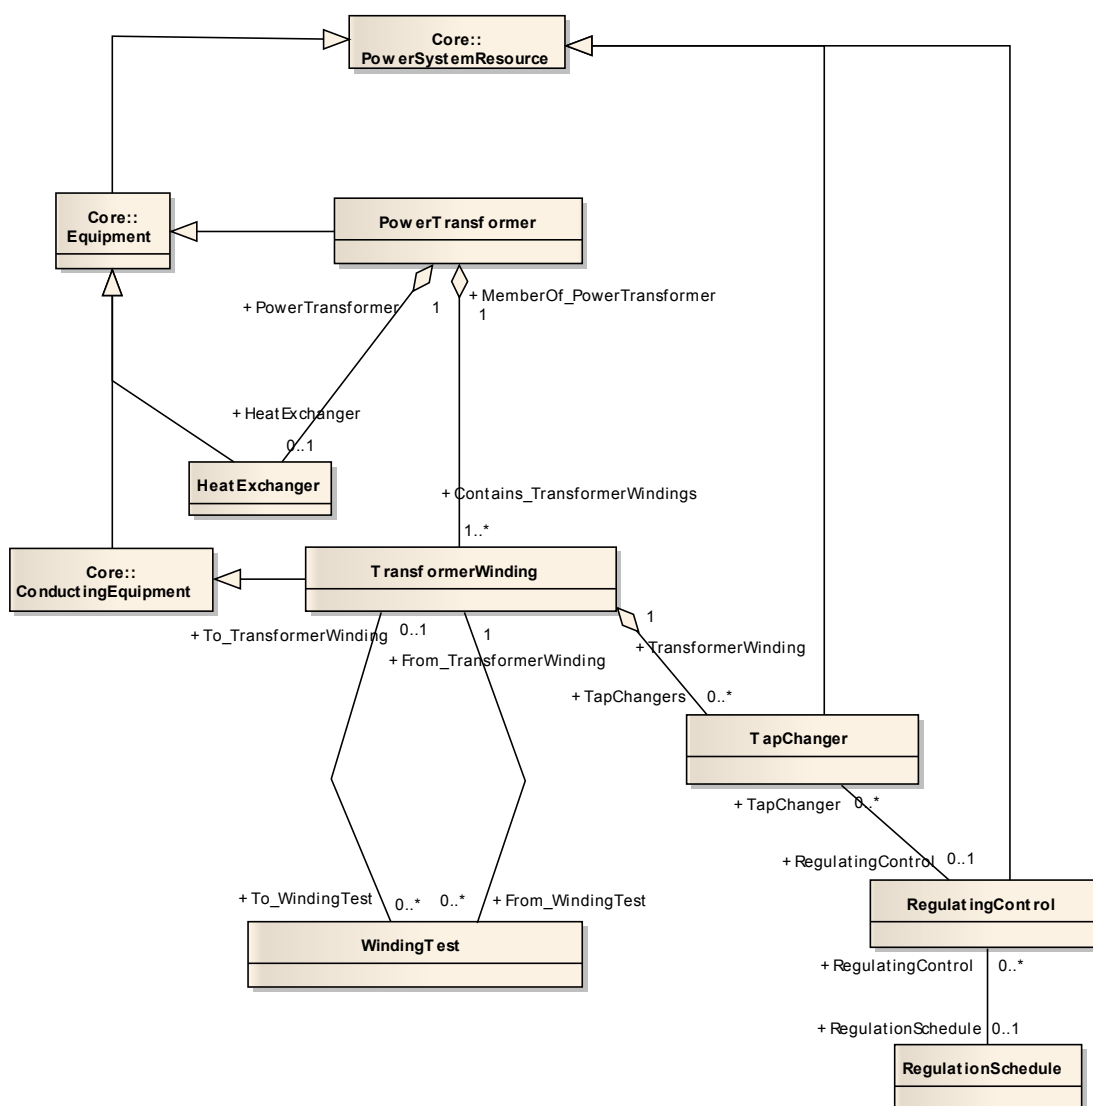 Core::
PowerSystemResource
Core::
Equipment
PowerTransformer
+ PowerTransformer
1
+ MemberOf_PowerTransformer
1
+ HeatExchanger
0..1
HeatExchanger
+ Contains_TransformerWindings
1..*
Core::
ConductingEquipment
TransformerWinding
+ To_TransformerWinding
0..1
1
+ From_TransformerWinding
1
+ TransformerWinding
+ TapChangers
0..*
TapChanger
+ TapChanger
0..*
+ RegulatingControl
0..1
+ To_WindingTest
0..*
0..*
+ From_WindingTest
WindingTest
RegulatingControl
+ RegulatingControl
0..*
+ RegulationSchedule
0..1
RegulationSchedule